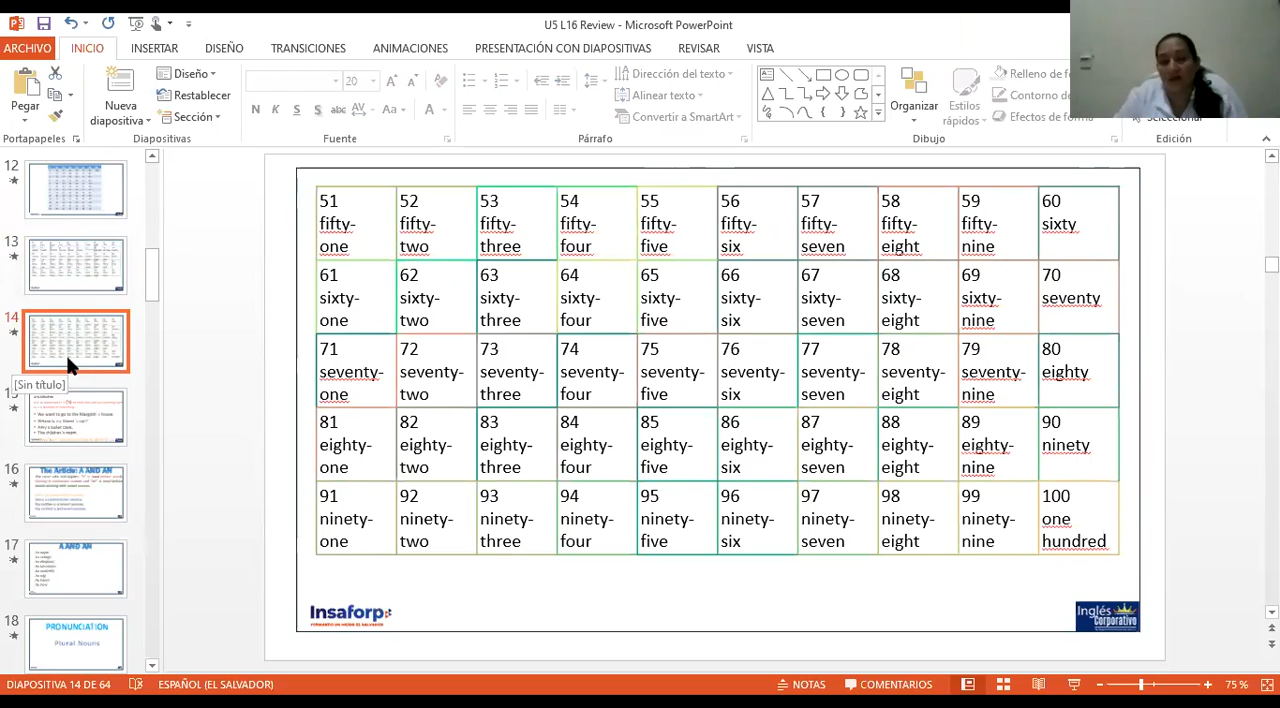 U5 L16 Review - Microsoft PowerPoint
ARCHIVO INICIO INSERTAR DISEÑO TRANSICIONES ANIMACIONES PRESENTACIÓN CON DIAPOSITIVAS REVISAR VISTA
Pegar
Nueva
diapositiva
Diseño
Restablecer
Sección
20
N K S S abc AV Aa A
Dirección del texto
Alinear texto
Convertir a SmartArt
Organizar
Estilos
rápidos
Relleno de
Contorno de
Efectos de forma
Seleccionar
Portapapeles Diapositivas Fuente Párrafo Dibujo Edición
12
13
14
[Sin título]
16
The Article: A AND AN
17
A AND AN
18
PRONUNCIATION
Plural Nouns
51 52 53 54 55 56 57 58 59 60
fifty- fifty- fifty- fifty- fifty- fifty- fifty- fifty- fifty- sixty
one two three four five six seven eight nine
61 62 63 64 65 66 67 68 69 70
sixty- sixty- sixty- sixty- sixty- sixty- sixty- sixty- sixty- seventy
one two three four five six seven eight nine
71 72 73 74 75 76 77 78 79 80
seventy- seventy- seventy- seventy- seventy- seventy- seventy- seventy- seventy- eighty
one two three four five six seven eight nine
81 82 83 84 85 86 87 88 89 90
eighty- eighty- eighty- eighty- eighty- eighty- eighty- eighty- eighty- ninety
one two three four five six seven eight nine
91 92 93 94 95 96 97 98 99 100
ninety- ninety- ninety- ninety- ninety- ninety- ninety- ninety- ninety- one
one two three four five six seven eight nine hundred
Insaforp
Inglés
Corporativo
DIAPOSITIVA 14 DE 64 ESPAÑOL (EL SALVADOR) NOTAS COMENTARIOS 75 %